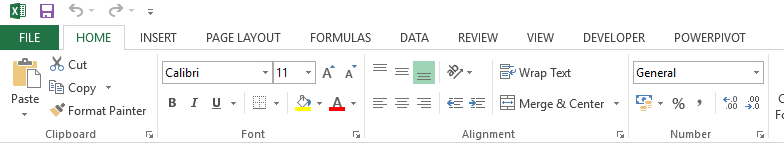 FILE HOME INSERT PAGE LAYOUT FORMULAS DATA REVIEW VIEW DEVELOPER POWERPIVOT
Cut
Copy
Format Painter
Paste
Clipboard
Calibri 11 A A
B I U A
Font
Wrap Text
Merge & Center
Alignment
General
% , .0 .00 .00 .0
Number